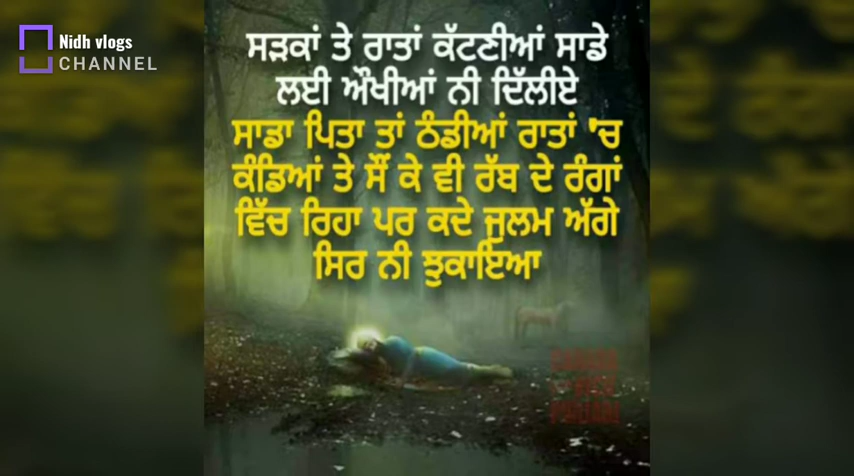 Nidh vlogs
CHANNEL
ਸੜਕਾਂ ਤੇ ਰਾਤਾਂ ਕੱਟਣੀਆਂ ਸਾਡੇ
ਲਈ ਔਖੀਆਂ ਨੀ ਦਿੱਲੀਏ
ਸਾਡਾ ਪਿਤਾ ਤਾਂ ਠੰਡੀਆਂ ਰਾਤਾਂ 'ਚ
ਕੰਡਿਆਂ ਤੇ ਸੌਂ ਕੇ ਵੀ ਰੱਬ ਦੇ ਰੰਗਾਂ
ਵਿੱਚ ਰਿਹਾ ਪਰ ਕਦੇ ਜੁਲਮ ਅੱਗੇ
ਸਿਰ ਨੀ ਝੁਕਾਇਆ